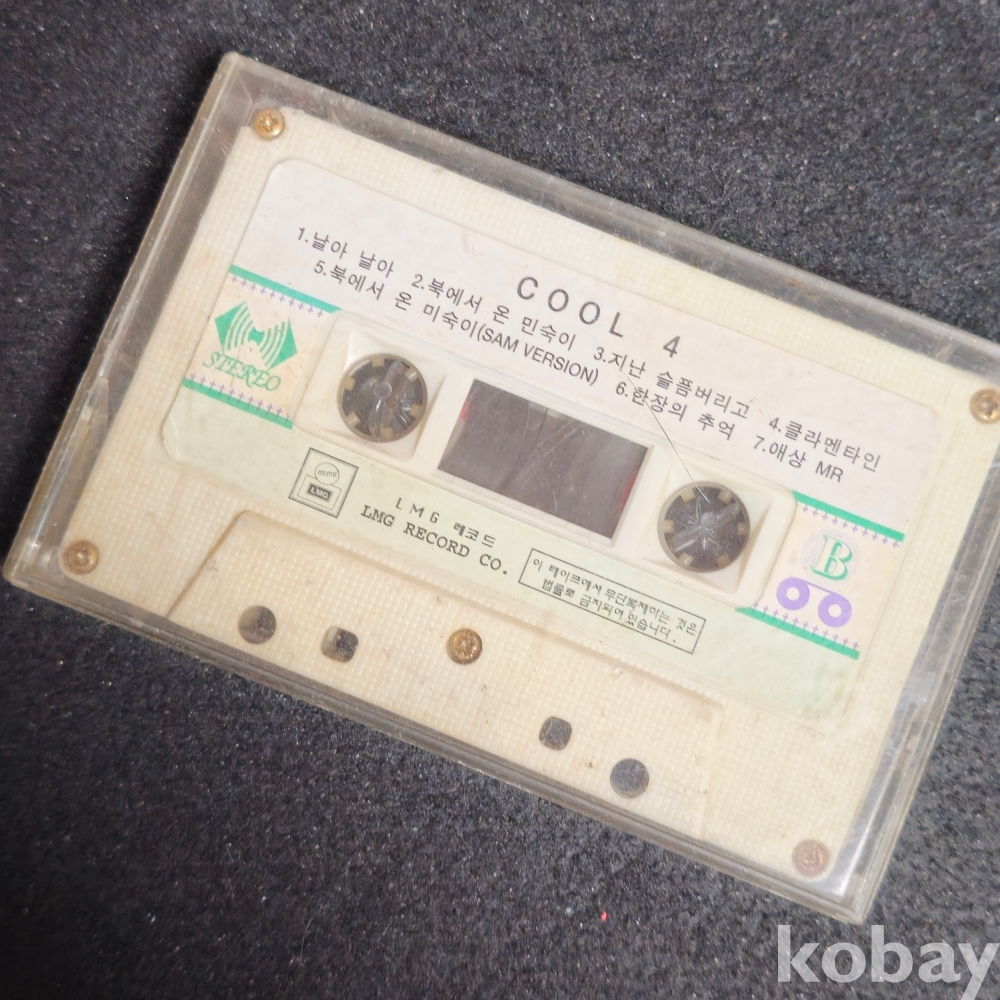 COOL 4
1.날아 날아 2.북에서 온 민숙이 3.지난 슬픔버리고 4.클라멘타인
5.북에서 온 미숙이(SAM VERSION) 6.한장의 추억 7.애상 MR
STEREO
B
record
LMG
LMG 레코드
LMG RECORD CO.
이 테이프에서 무단복제하는 것은
법률로 금지되어 있습니다.
kobay